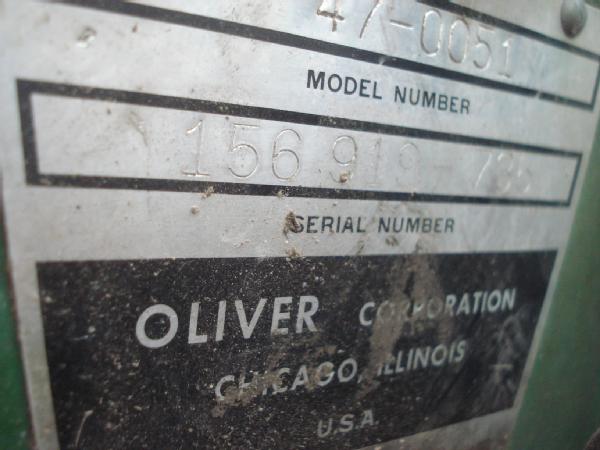 47-0051
MODEL NUMBER
156 919-
SERIAL NUMBER
OLIVER CORPORATION
CHICAGO, ILLINOIS
U.S.A.